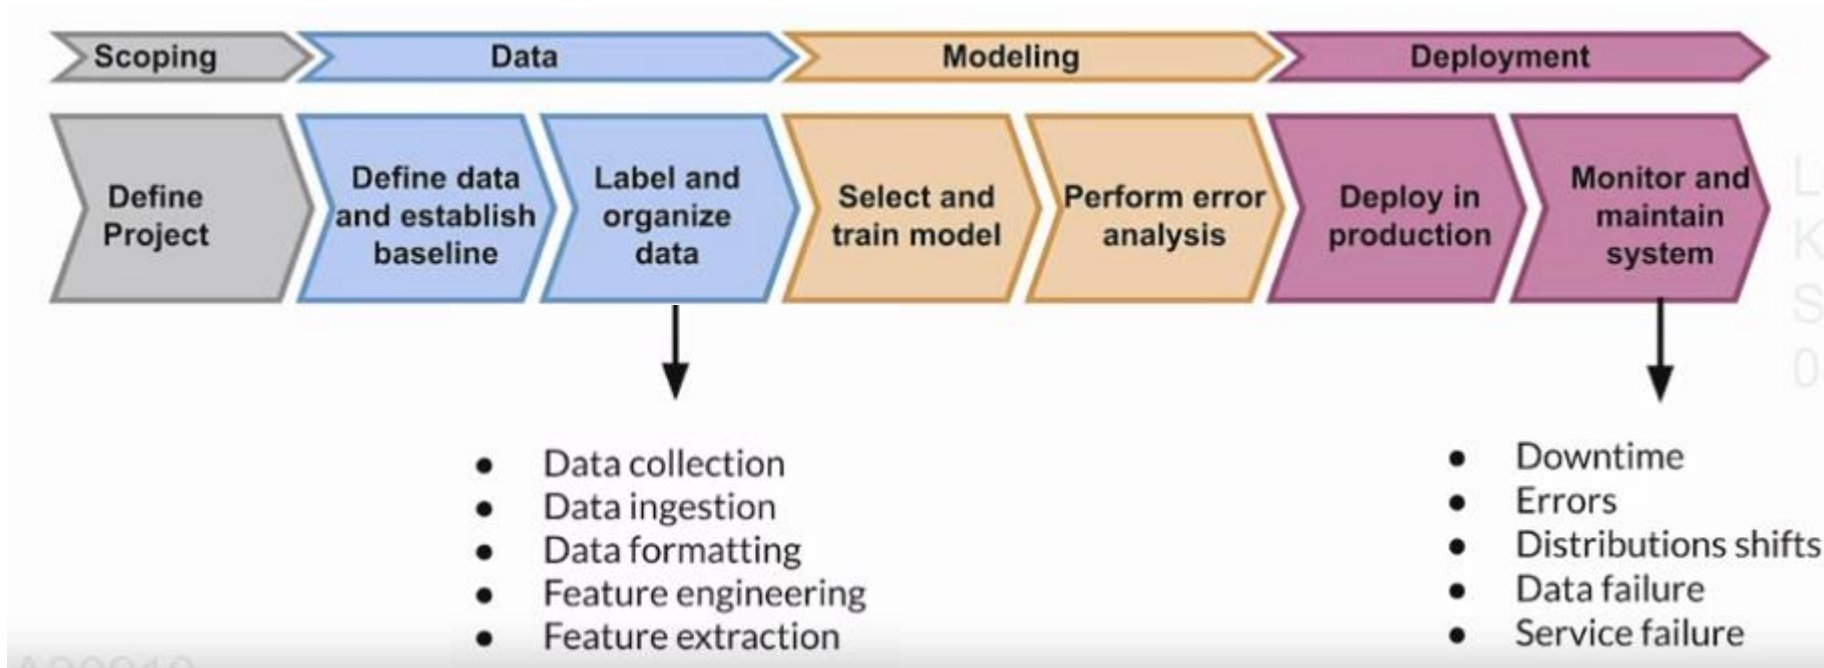 Scoping
Data
Modeling
Deployment
Define
Project
Define data
and establish
baseline
Label and
organize
data
Select and
train model
Perform error
analysis
Deploy in
production
Monitor and
maintain
system
• Data collection
• Data ingestion
• Data formatting
• Feature engineering
• Feature extraction
• Downtime
• Errors
• Distributions shifts
• Data failure
• Service failure
L
K
S
0